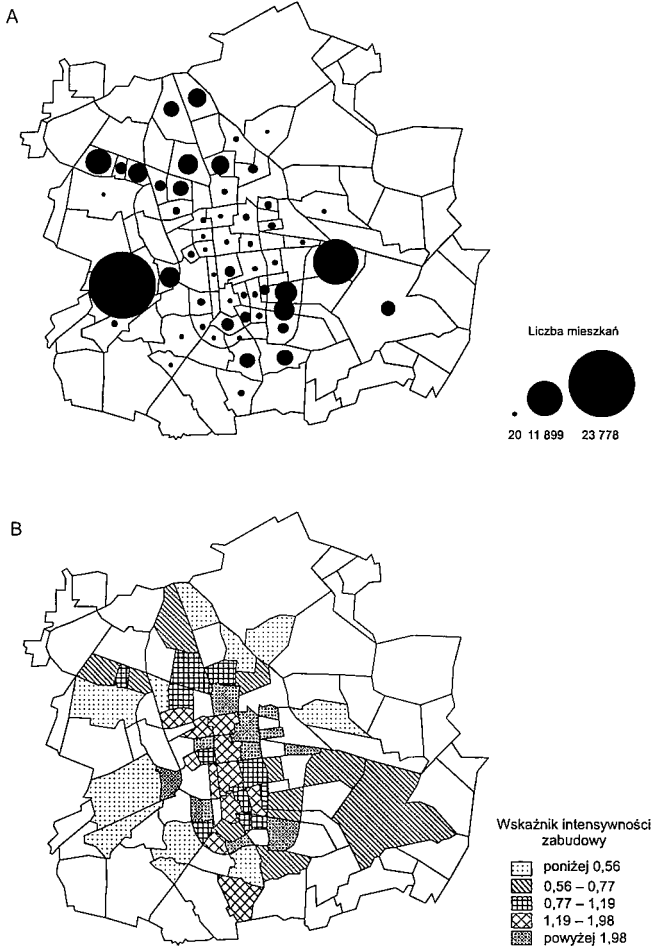 A
Liczba mieszkań
20 11 899 23 778
B
Wskaźnik intensywności
zabudowy
poniżej 0,56
0,56 – 0,77
0,77 – 1,19
1,19 – 1,98
powyżej 1,98